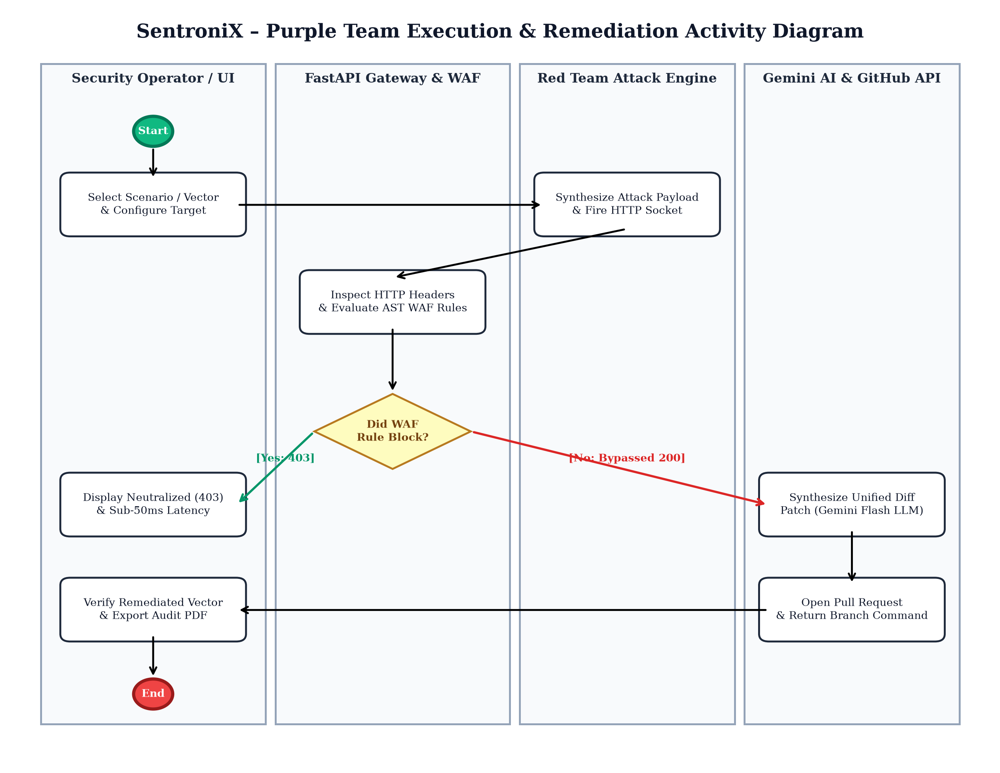 SentroniX – Purple Team Execution & Remediation Activity Diagram
Security Operator / UI
FastAPI Gateway & WAF
Red Team Attack Engine
Gemini AI & GitHub API
Start
Select Scenario / Vector
& Configure Target
Synthesize Attack Payload
& Fire HTTP Socket
Inspect HTTP Headers
& Evaluate AST WAF Rules
Did WAF
Rule Block?
[Yes: 403]
[No: Bypassed 200]
Display Neutralized (403)
& Sub-50ms Latency
Synthesize Unified Diff
Patch (Gemini Flash LLM)
Verify Remediated Vector
& Export Audit PDF
Open Pull Request
& Return Branch Command
End